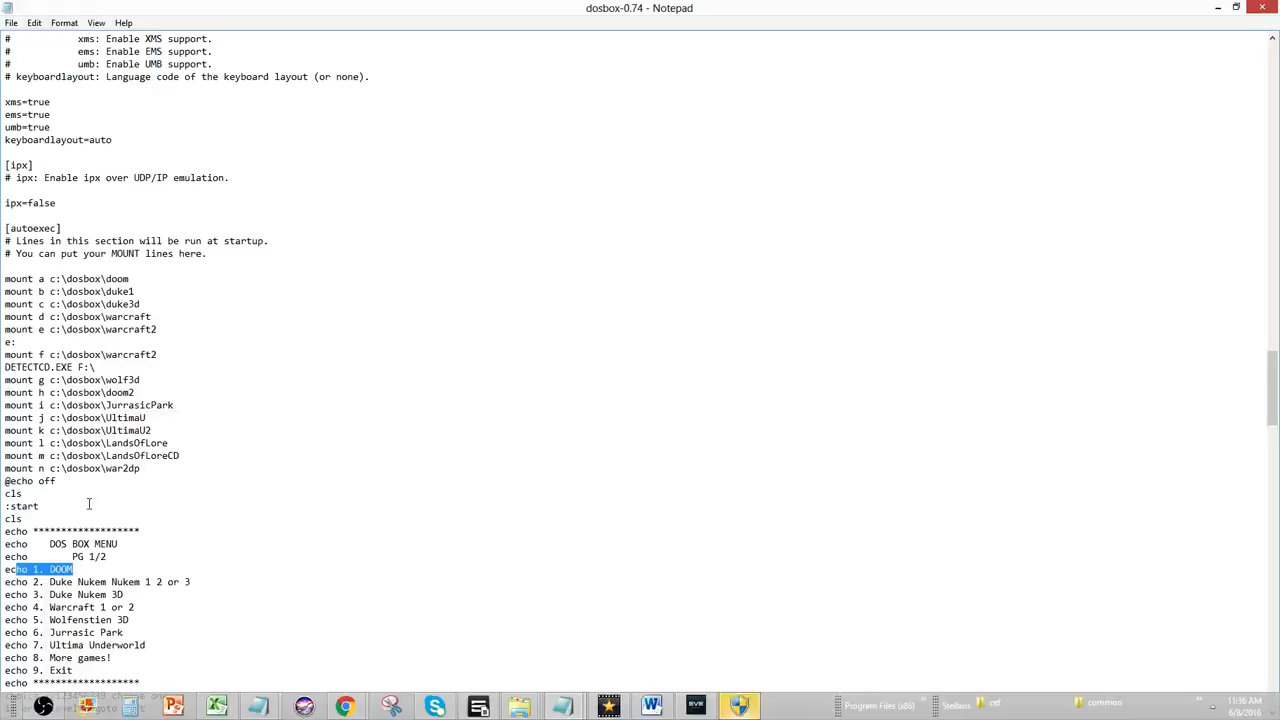 dosbox-0.74 - Notepad
File Edit Format View Help
# xms: Enable XMS support.
# ems: Enable EMS support.
# umb: Enable UMB support.
# keyboardlayout: Language code of the keyboard layout (or none).
xms=true
ems=true
umb=true
keyboardlayout=auto
[ipx]
# ipx: Enable ipx over UDP/IP emulation.
ipx=false
[autoexec]
# Lines in this section will be run at startup.
# You can put your MOUNT lines here.
mount a c:\dosbox\doom
mount b c:\dosbox\duke1
mount c c:\dosbox\duke3d
mount d c:\dosbox\warcraft
mount e c:\dosbox\warcraft2
e:
mount f c:\dosbox\warcraft2
DETECTCD.EXE F:\
mount g c:\dosbox\wolf3d
mount h c:\dosbox\doom2
mount i c:\dosbox\JurrasicPark
mount j c:\dosbox\UltimaU
mount k c:\dosbox\UltimaU2
mount l c:\dosbox\LandsOfLore
mount m c:\dosbox\LandsOfLoreCD
mount n c:\dosbox\war2dp
@echo off
cls
:start
cls
echo *******************
echo DOS BOX MENU
echo PG 1/2
echo 1. DOOM
echo 2. Duke Nukem Nukem 1 2 or 3
echo 3. Duke Nukem 3D
echo 4. Warcraft 1 or 2
echo 5. Wolfenstien 3D
echo 6. Jurrasic Park
echo 7. Ultima Underworld
echo 8. More games!
echo 9. Exit
echo *******************
Program Files (x86) Stellaris cef common 11:36 AM
6/8/2016